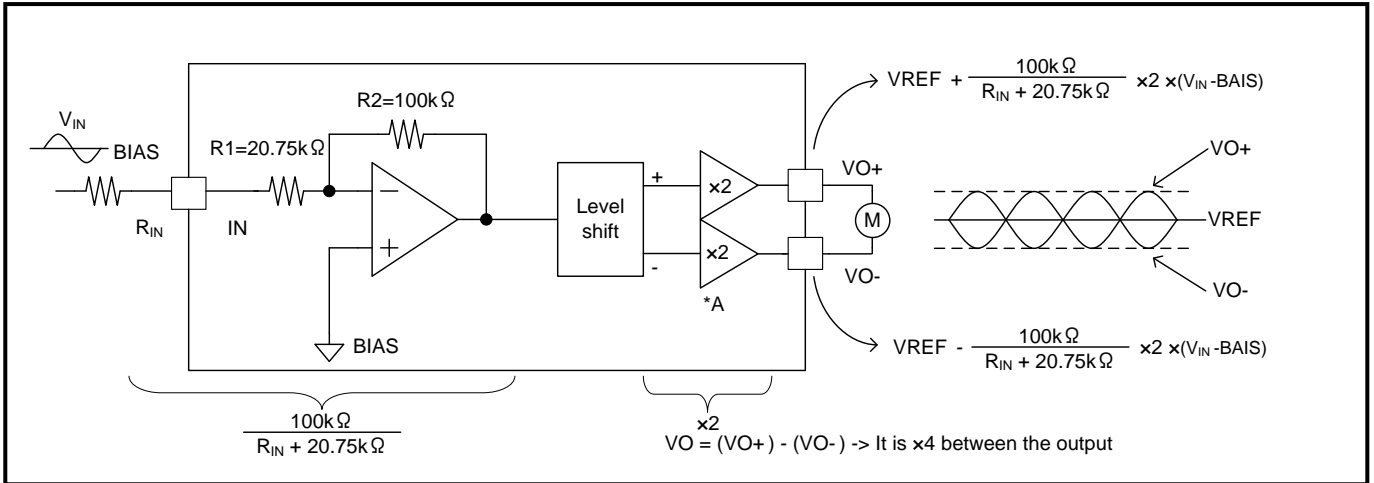 V_IN
BIAS
R_IN
IN
R1=20.75kΩ
R2=100kΩ
−
+
BIAS
Level
shift
+
-
×2
×2
*A
VO+
M
VO-
VREF + 100kΩ / R_IN + 20.75kΩ ×2 ×(V_IN -BAIS)
VO+
VREF
VO-
VREF - 100kΩ / R_IN + 20.75kΩ ×2 ×(V_IN -BAIS)
100kΩ
R_IN + 20.75kΩ
×2
VO = (VO+) - (VO-) -> It is ×4 between the output